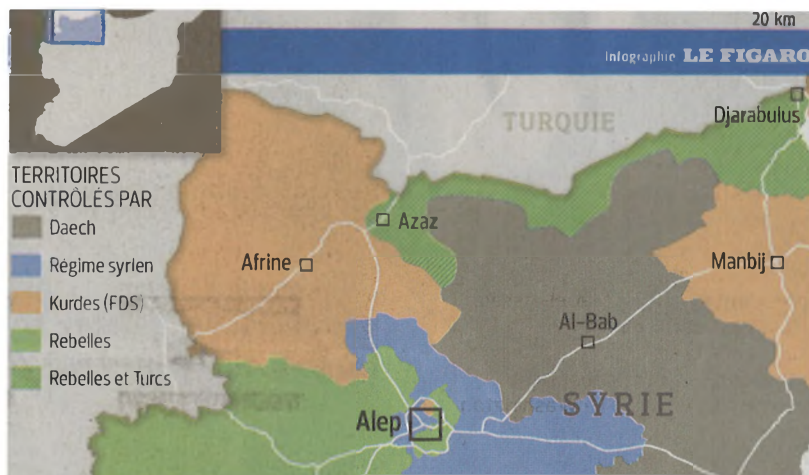 20 km
Infographie LE FIGARO
TURQUIE
Djarabulus
TERRITOIRES
CONTRÔLÉS PAR
Daech
Régime syrien
Kurdes (FDS)
Rebelles
Rebelles et Turcs
Azaz
Afrine
Manbij
Al-Bab
SYRIE
Alep